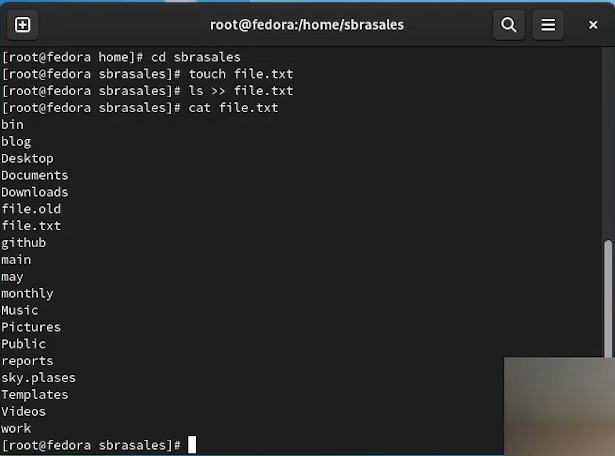 root@fedora:/home/sbrasales
[root@fedora home]# cd sbrasales
[root@fedora sbrasales]# touch file.txt
[root@fedora sbrasales]# ls >> file.txt
[root@fedora sbrasales]# cat file.txt
bin
blog
Desktop
Documents
Downloads
file.old
file.txt
github
main
may
monthly
Music
Pictures
Public
reports
sky.plases
Templates
Videos
work
[root@fedora sbrasales]#